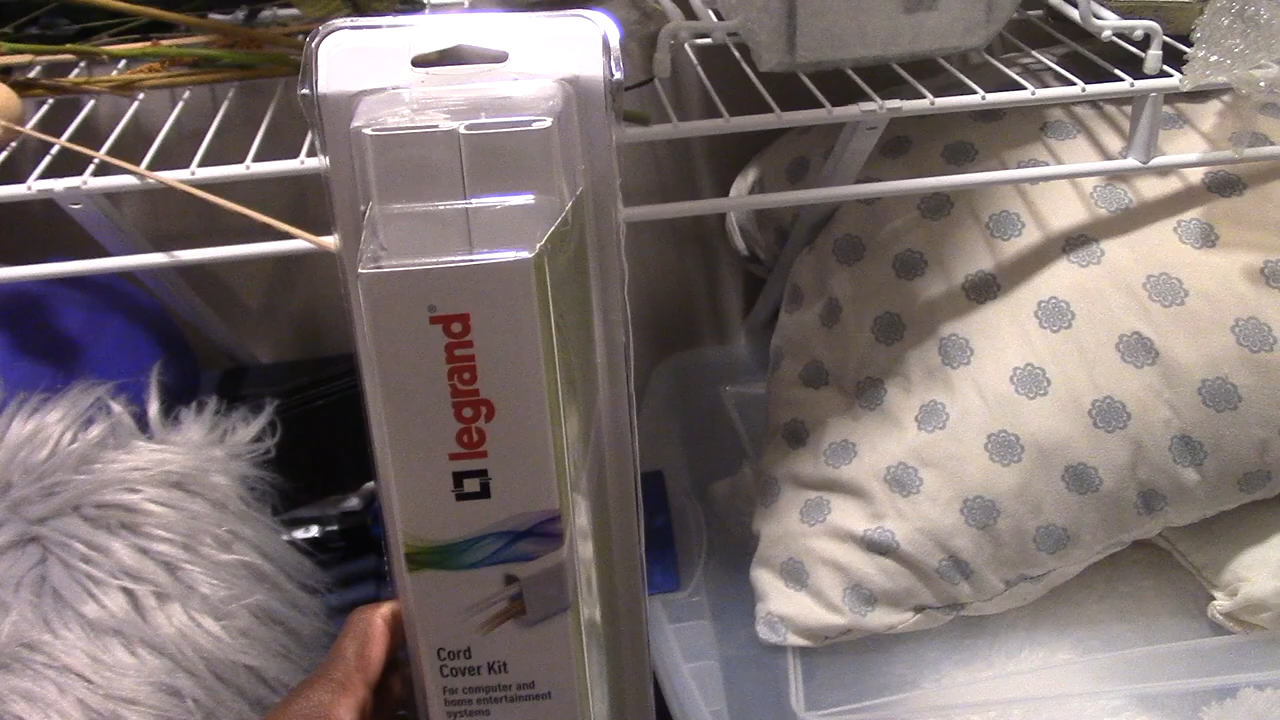 legrand®
Cord
Cover Kit
For computer and
home entertainment
systems